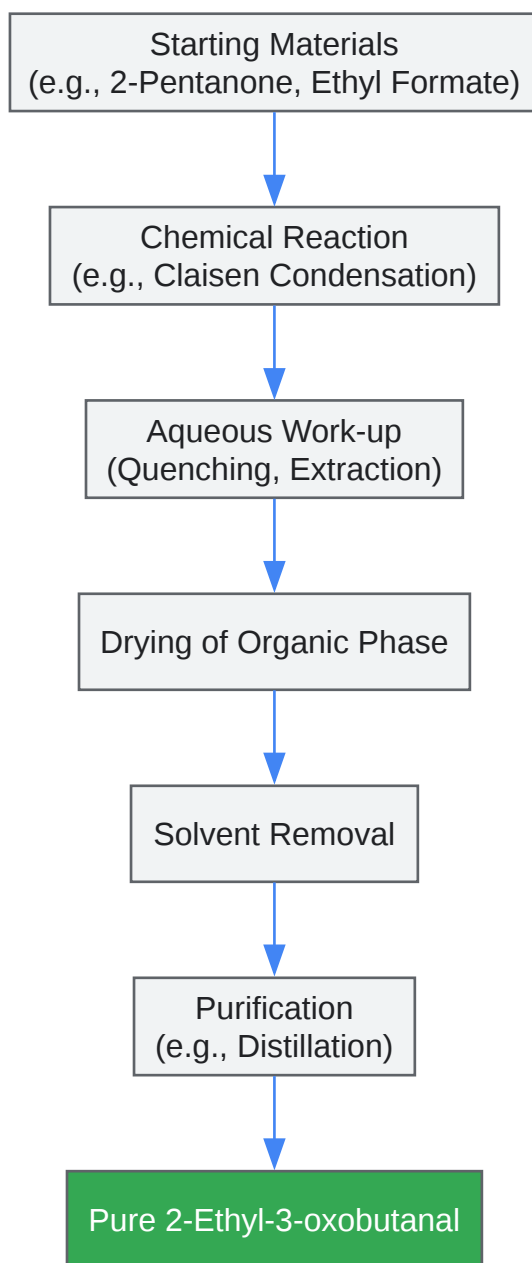 Starting Materials
(e.g., 2-Pentanone, Ethyl Formate)
Chemical Reaction
(e.g., Claisen Condensation)
Aqueous Work-up
(Quenching, Extraction)
Drying of Organic Phase
Solvent Removal
Purification
(e.g., Distillation)
Pure 2-Ethyl-3-oxobutanal